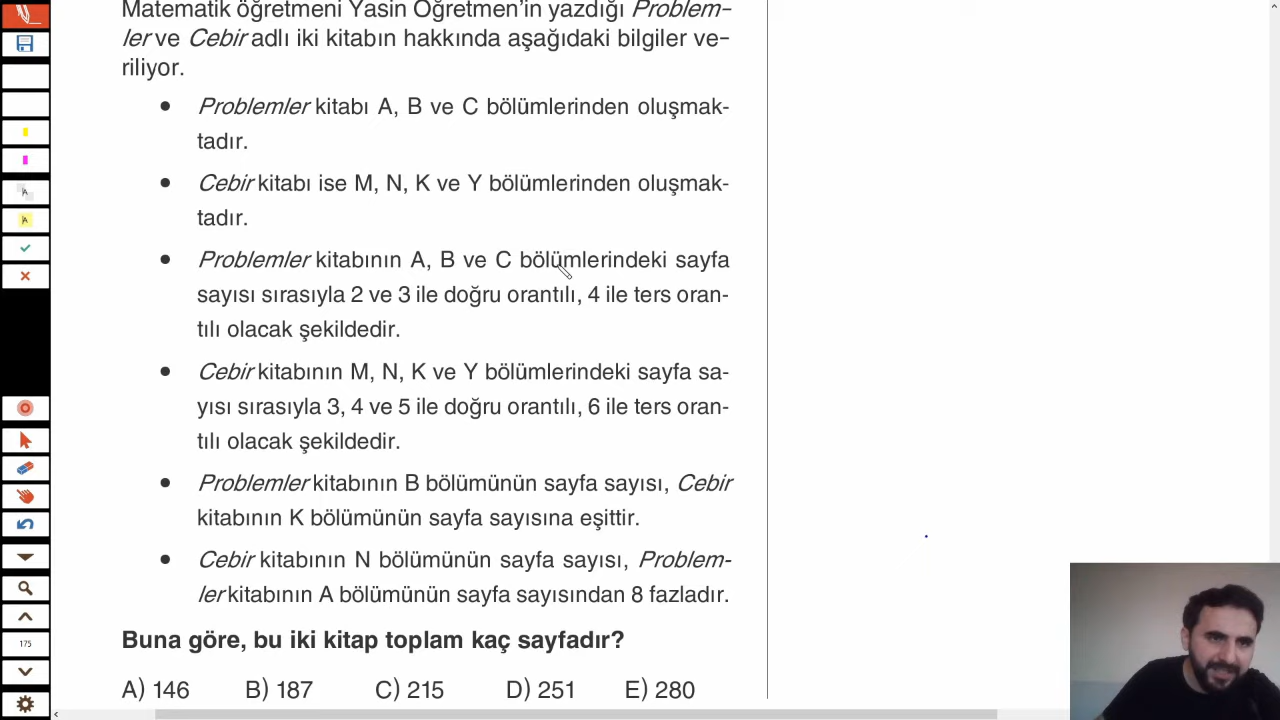 Matematik öğretmeni Yasin Öğretmen'in yazdığı Problem-
ler ve Cebir adlı iki kitabın hakkında aşağıdaki bilgiler ve-
riliyor.
• Problemler kitabı A, B ve C bölümlerinden oluşmak-
tadır.
• Cebir kitabı ise M, N, K ve Y bölümlerinden oluşmak-
tadır.
• Problemler kitabının A, B ve C bölümlerindeki sayfa
sayısı sırasıyla 2 ve 3 ile doğru orantılı, 4 ile ters oran-
tılı olacak şekildedir.
• Cebir kitabının M, N, K ve Y bölümlerindeki sayfa sa-
yısı sırasıyla 3, 4 ve 5 ile doğru orantılı, 6 ile ters oran-
tılı olacak şekildedir.
• Problemler kitabının B bölümünün sayfa sayısı, Cebir
kitabının K bölümünün sayfa sayısına eşittir.
• Cebir kitabının N bölümünün sayfa sayısı, Problem-
ler kitabının A bölümünün sayfa sayısından 8 fazladır.
Buna göre, bu iki kitap toplam kaç sayfadır?
A) 146 B) 187 C) 215 D) 251 E) 280
A
A
175